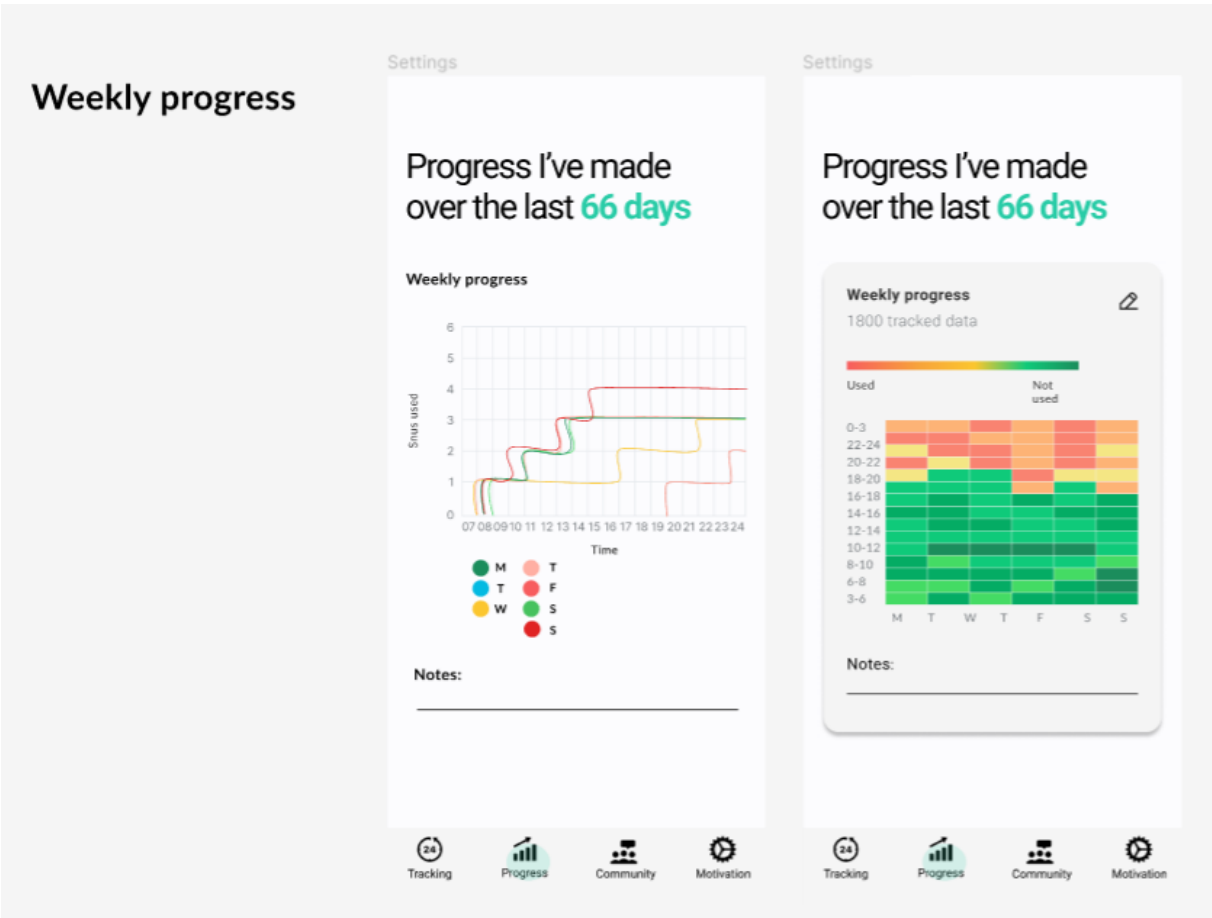 Weekly progress
Settings
Progress I've made
over the last 66 days
Weekly progress
6
5
4
3
2
1
0
Snus used
07 08 09 10 11 12 13 14 15 16 17 18 19 20 21 22 23 24
Time
M T
T F
W S
S
Notes:
Tracking Progress Community Motivation
24
Settings
Progress I've made
over the last 66 days
Weekly progress
1800 tracked data
Used Not
used
0-3
22-24
20-22
18-20
16-18
14-16
12-14
10-12
8-10
6-8
3-6
M T W T F S S
Notes:
24
Tracking Progress Community Motivation